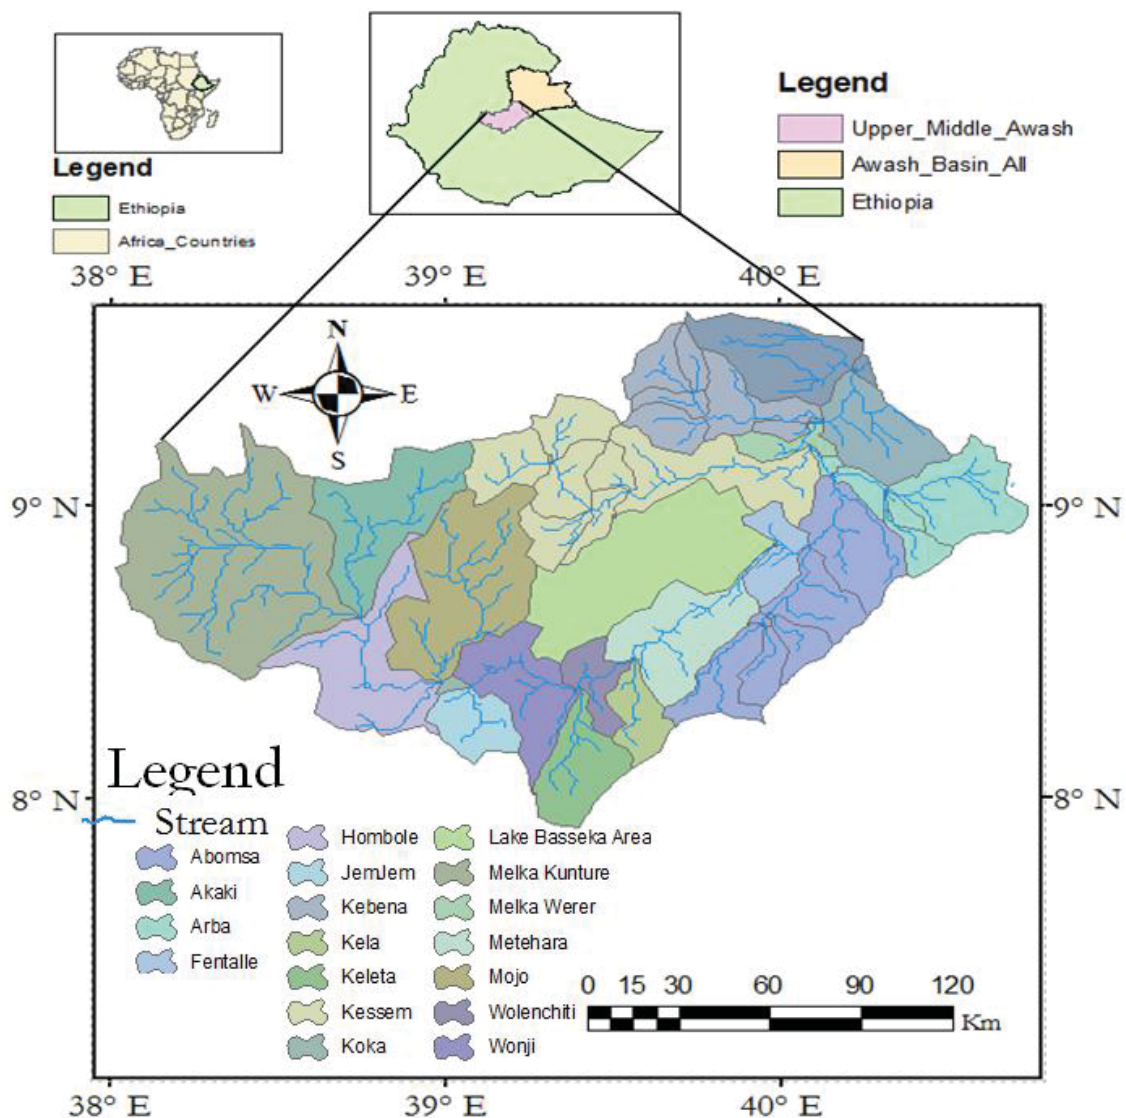 Legend
Ethiopia
Africa_Countries
Legend
Upper_Middle_Awash
Awash_Basin_All
Ethiopia
38° E 39° E 40° E
N
W E
S
9° N 9° N
8° N 8° N
Legend
Stream
Abomsa
Akaki
Arba
Fentalle
Hombole
JemJem
Kebena
Kela
Keleta
Kessem
Koka
Lake Basseka Area
Melka Kunture
Melka Werer
Metehara
Mojo
Wolenchiti
Wonji
0 15 30 60 90 120
Km
38° E 39° E 40° E